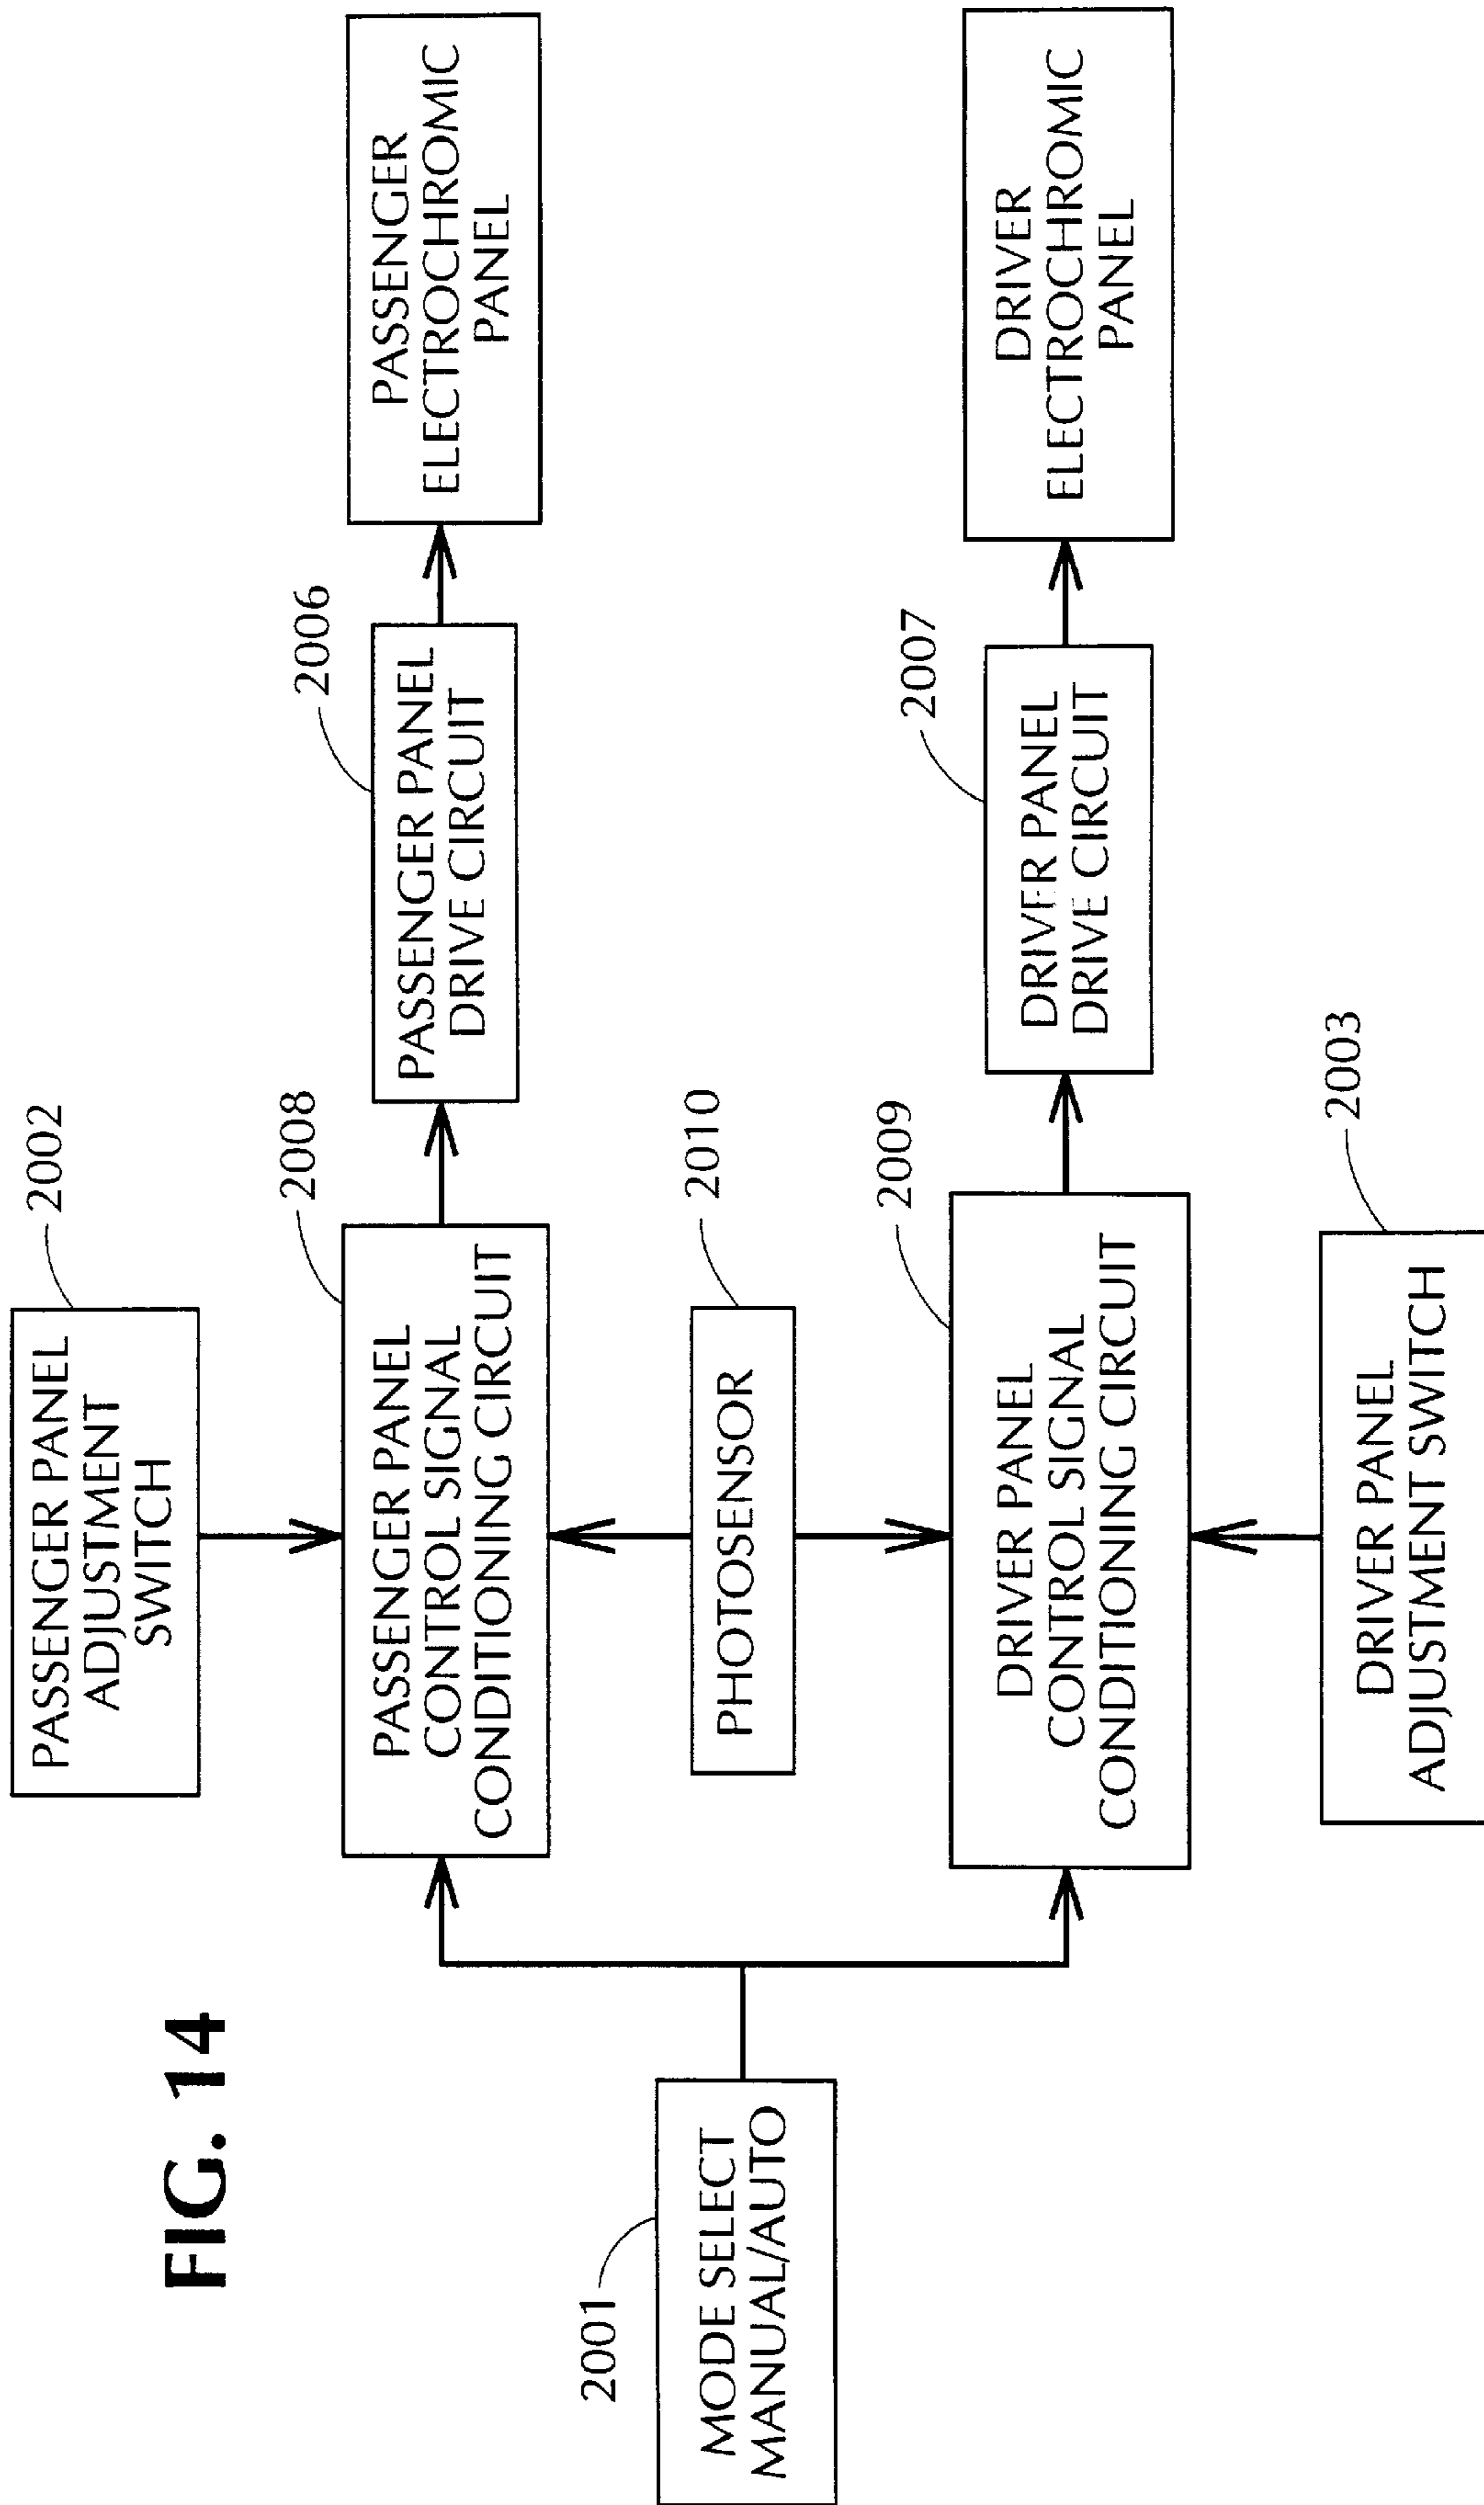 FIG. 14
2001
MODE SELECT
MANUAL/AUTO
2002
PASSENGER PANEL
ADJUSTMENT
SWITCH
2008
PASSENGER PANEL
CONTROL SIGNAL
CONDITIONING CIRCUIT
2010
PHOTOSENSOR
2009
DRIVER PANEL
CONTROL SIGNAL
CONDITIONING CIRCUIT
2003
DRIVER PANEL
ADJUSTMENT SWITCH
2006
PASSENGER PANEL
DRIVE CIRCUIT
2007
DRIVER PANEL
DRIVE CIRCUIT
PASSENGER
ELECTROCHROMIC
PANEL
DRIVER
ELECTROCHROMIC
PANEL